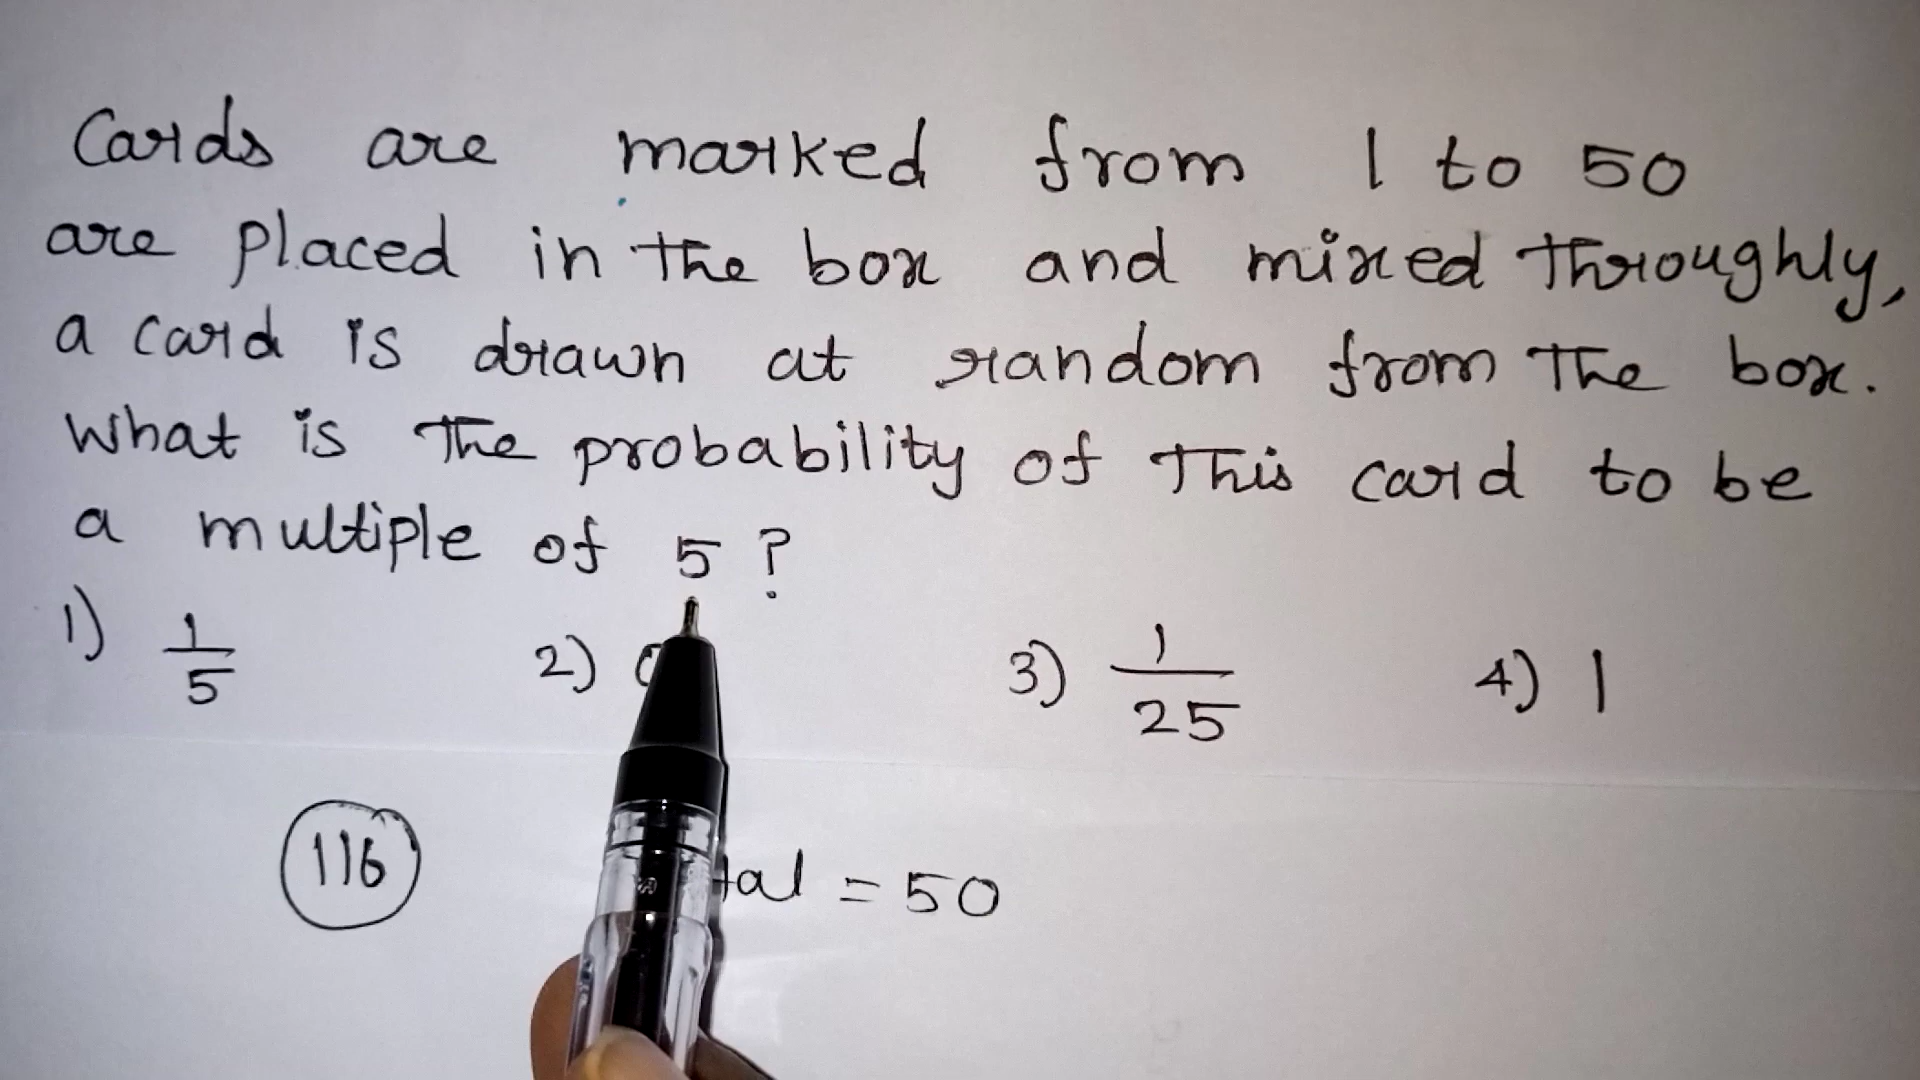 Cards are marked from 1 to 50
are placed in the box and mixed throughly,
a card is drawn at random from the box.
What is the probability of this card to be
a multiple of 5 ?
1) 1/5 2) 3) 1/25 4) 1
116 = 50